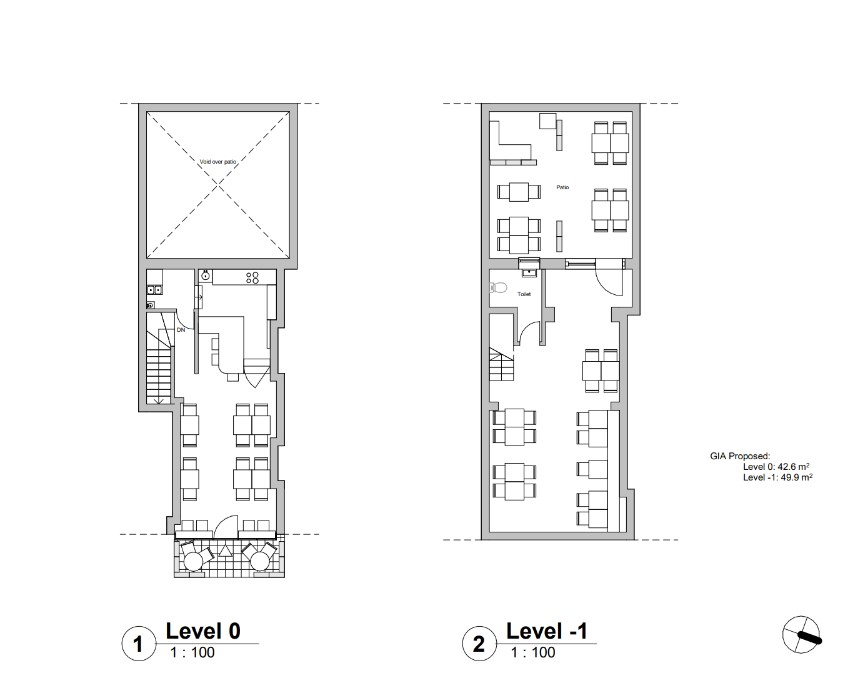 Void over patio
DN
Patio
Toilet
GIA Proposed:
Level 0: 42.6 m²
Level -1: 49.9 m²
1
Level 0
1 : 100
2
Level -1
1 : 100